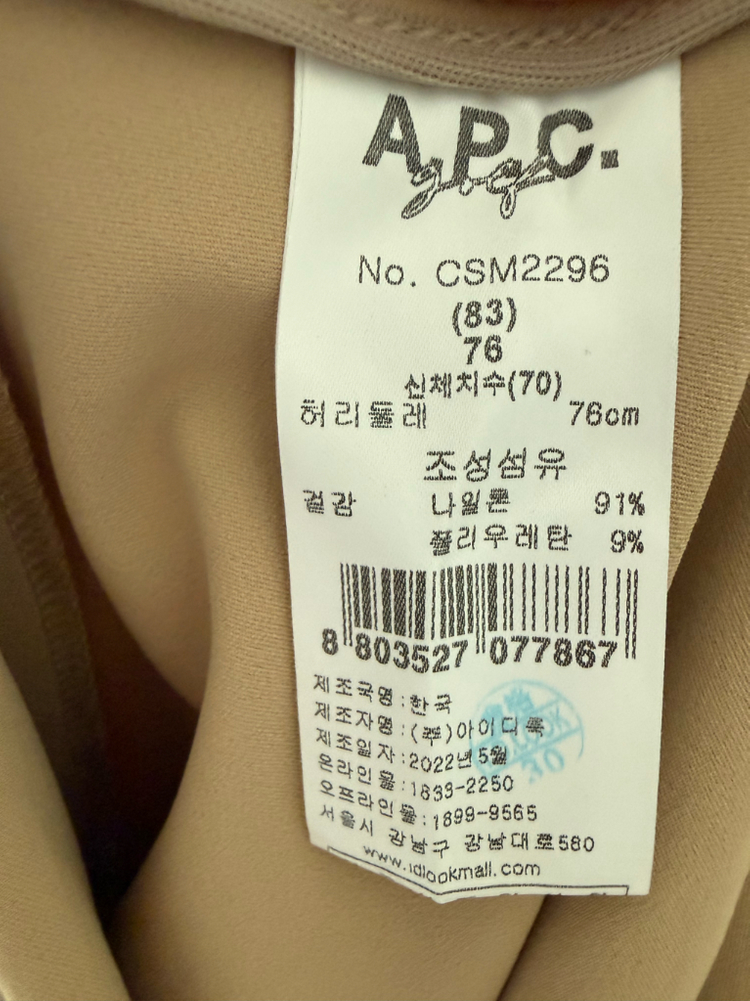 A.P.C.
golf
No. CSM2296
(83)
76
신체치수(70)
허리둘레 76cm
조성섬유
겉감 나일론 91%
폴리우레탄 9%
8 803527 077867
제조국명:한국
제조자명:(주)아이디룩
제조일자:2022년5월
온라인몰:1833-2250
오프라인몰:1899-9565
서울시 강남구 강남대로580
www.idlookmall.com
30